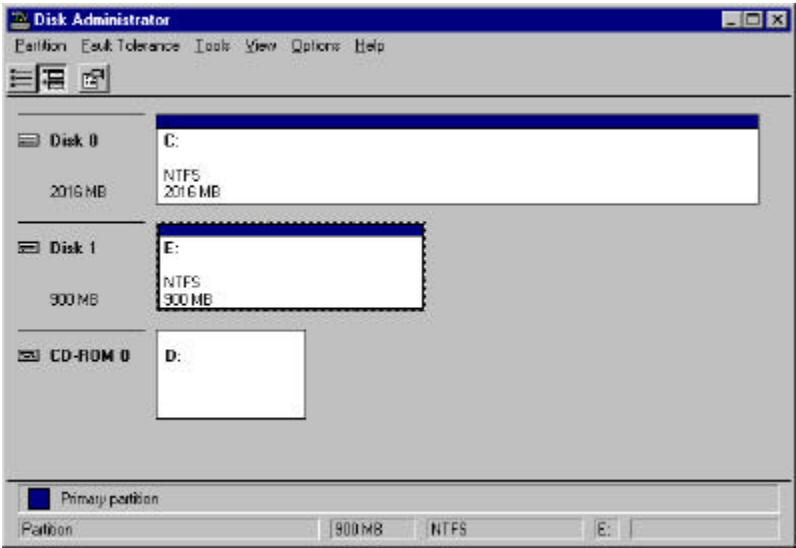 Disk Administrator
Partition Fault Tolerance Tools View Options Help
Disk 0
2016 MB
C:
NTFS
2016 MB
Disk 1
900 MB
E:
NTFS
900 MB
CD-ROM 0
D:
Primary partition
Partition 900 MB NTFS E: